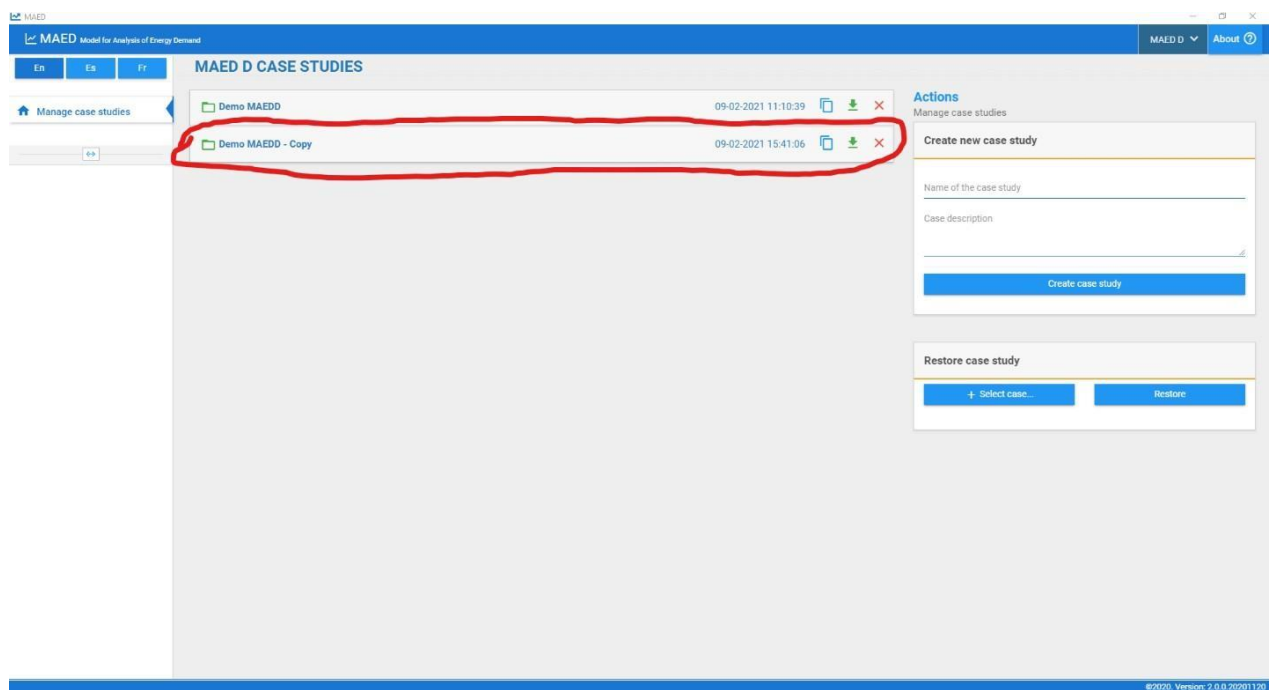 MAED
MAED Model for Analysis of Energy Demand
MAED D
About
En Es Fr
MAED D CASE STUDIES
Manage case studies
Demo MAEDD 09-02-2021 11:10:39
Demo MAEDD - Copy 09-02-2021 15:41:06
Actions
Manage case studies
Create new case study
Name of the case study
Case description
Create case study
Restore case study
+ Select case... Restore
©2020. Version: 2.0.0.20201120